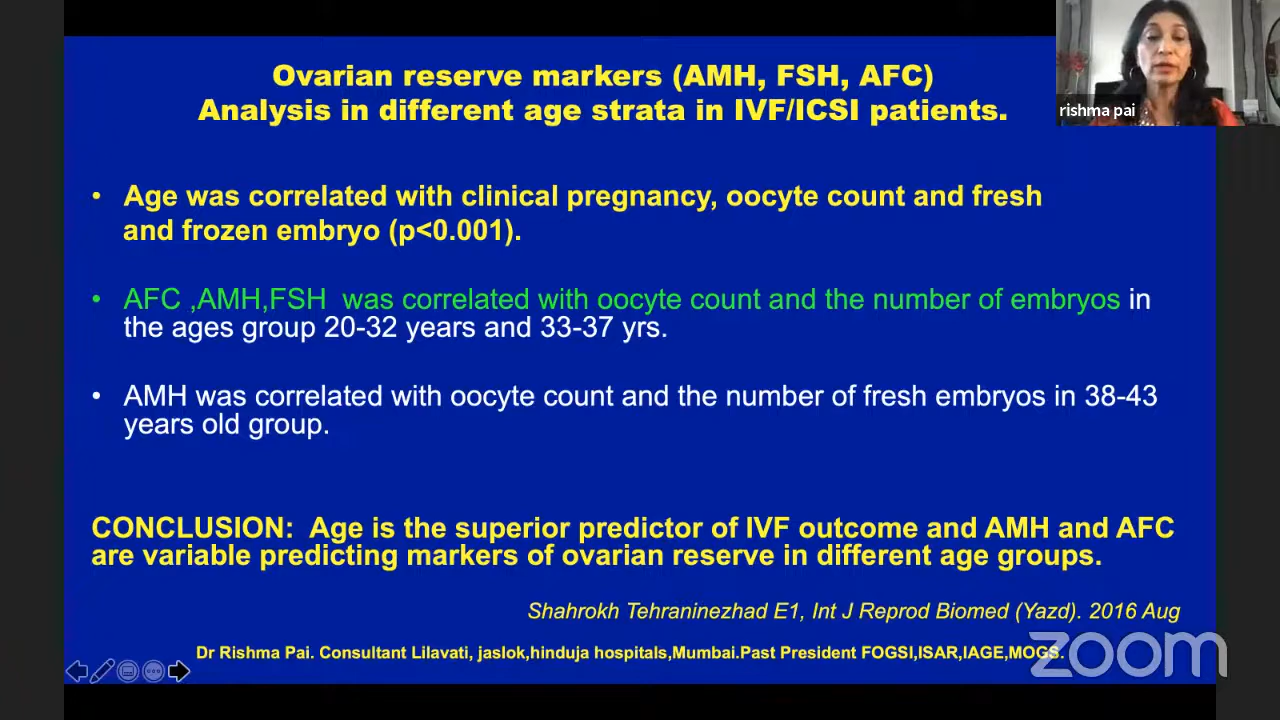 Ovarian reserve markers (AMH, FSH, AFC)
Analysis in different age strata in IVF/ICSI patients.
rishma pai
• Age was correlated with clinical pregnancy, oocyte count and fresh
and frozen embryo (p<0.001).
• AFC ,AMH,FSH was correlated with oocyte count and the number of embryos in
the ages group 20-32 years and 33-37 yrs.
• AMH was correlated with oocyte count and the number of fresh embryos in 38-43
years old group.
CONCLUSION: Age is the superior predictor of IVF outcome and AMH and AFC
are variable predicting markers of ovarian reserve in different age groups.
Shahrokh Tehraninezhad E1, Int J Reprod Biomed (Yazd). 2016 Aug
Dr Rishma Pai. Consultant Lilavati, jaslok,hinduja hospitals,Mumbai.Past President FOGSI,ISAR,IAGE,MOGS.
zoom